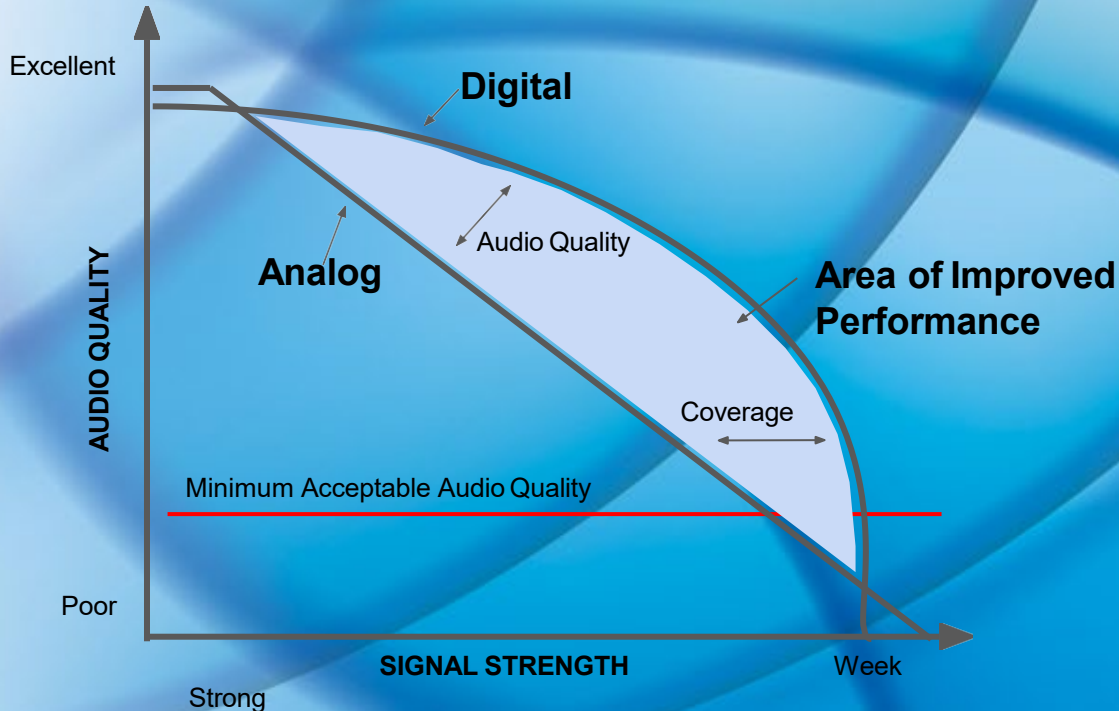 Excellent
Digital
Audio Quality
Analog
Area of Improved
Performance
AUDIO QUALITY
Coverage
Minimum Acceptable Audio Quality
Poor
SIGNAL STRENGTH
Week
Strong